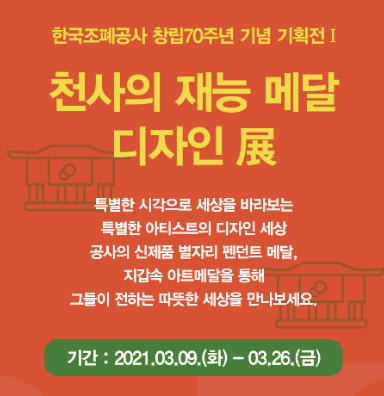 한국조폐공사 창립70주년 기념 기획전 I
천사의 재능 메달
디자인 展
특별한 시각으로 세상을 바라보는
특별한 아티스트의 디자인 세상
공사의 신제품 별자리 펜던트 메달,
지갑속 아트메달을 통해
그들이 전하는 따뜻한 세상을 만나보세요.
기간 : 2021.03.09.(화) – 03.26.(금)